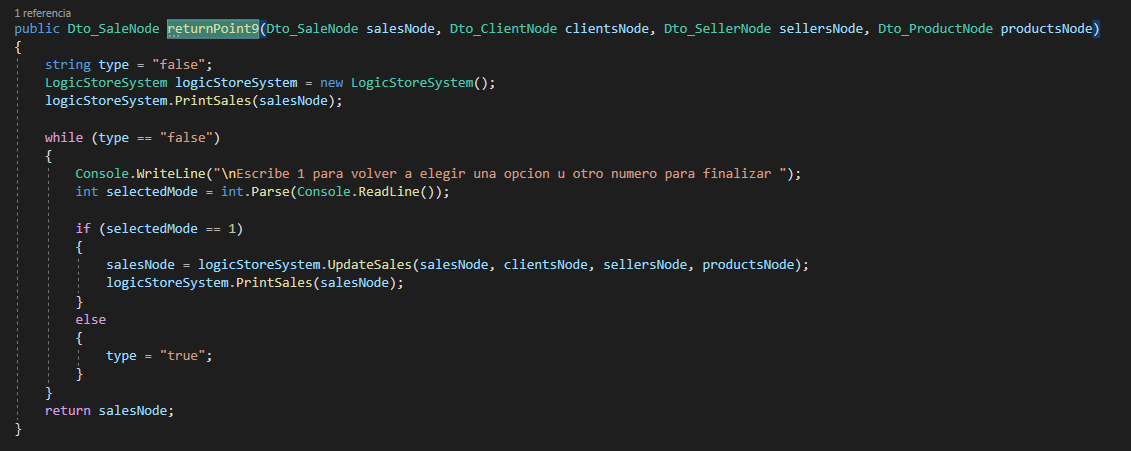 1 referencia
public Dto_SaleNode returnPoint9(Dto_SaleNode salesNode, Dto_ClientNode clientsNode, Dto_SellerNode sellersNode, Dto_ProductNode productsNode)
{
    string type = "false";
    LogicStoreSystem logicStoreSystem = new LogicStoreSystem();
    logicStoreSystem.PrintSales(salesNode);

    while (type == "false")
    {
        Console.WriteLine("\nEscribe 1 para volver a elegir una opcion u otro numero para finalizar ");
        int selectedMode = int.Parse(Console.ReadLine());

        if (selectedMode == 1)
        {
            salesNode = logicStoreSystem.UpdateSales(salesNode, clientsNode, sellersNode, productsNode);
            logicStoreSystem.PrintSales(salesNode);
        }
        else
        {
            type = "true";
        }
    }
    return salesNode;
}